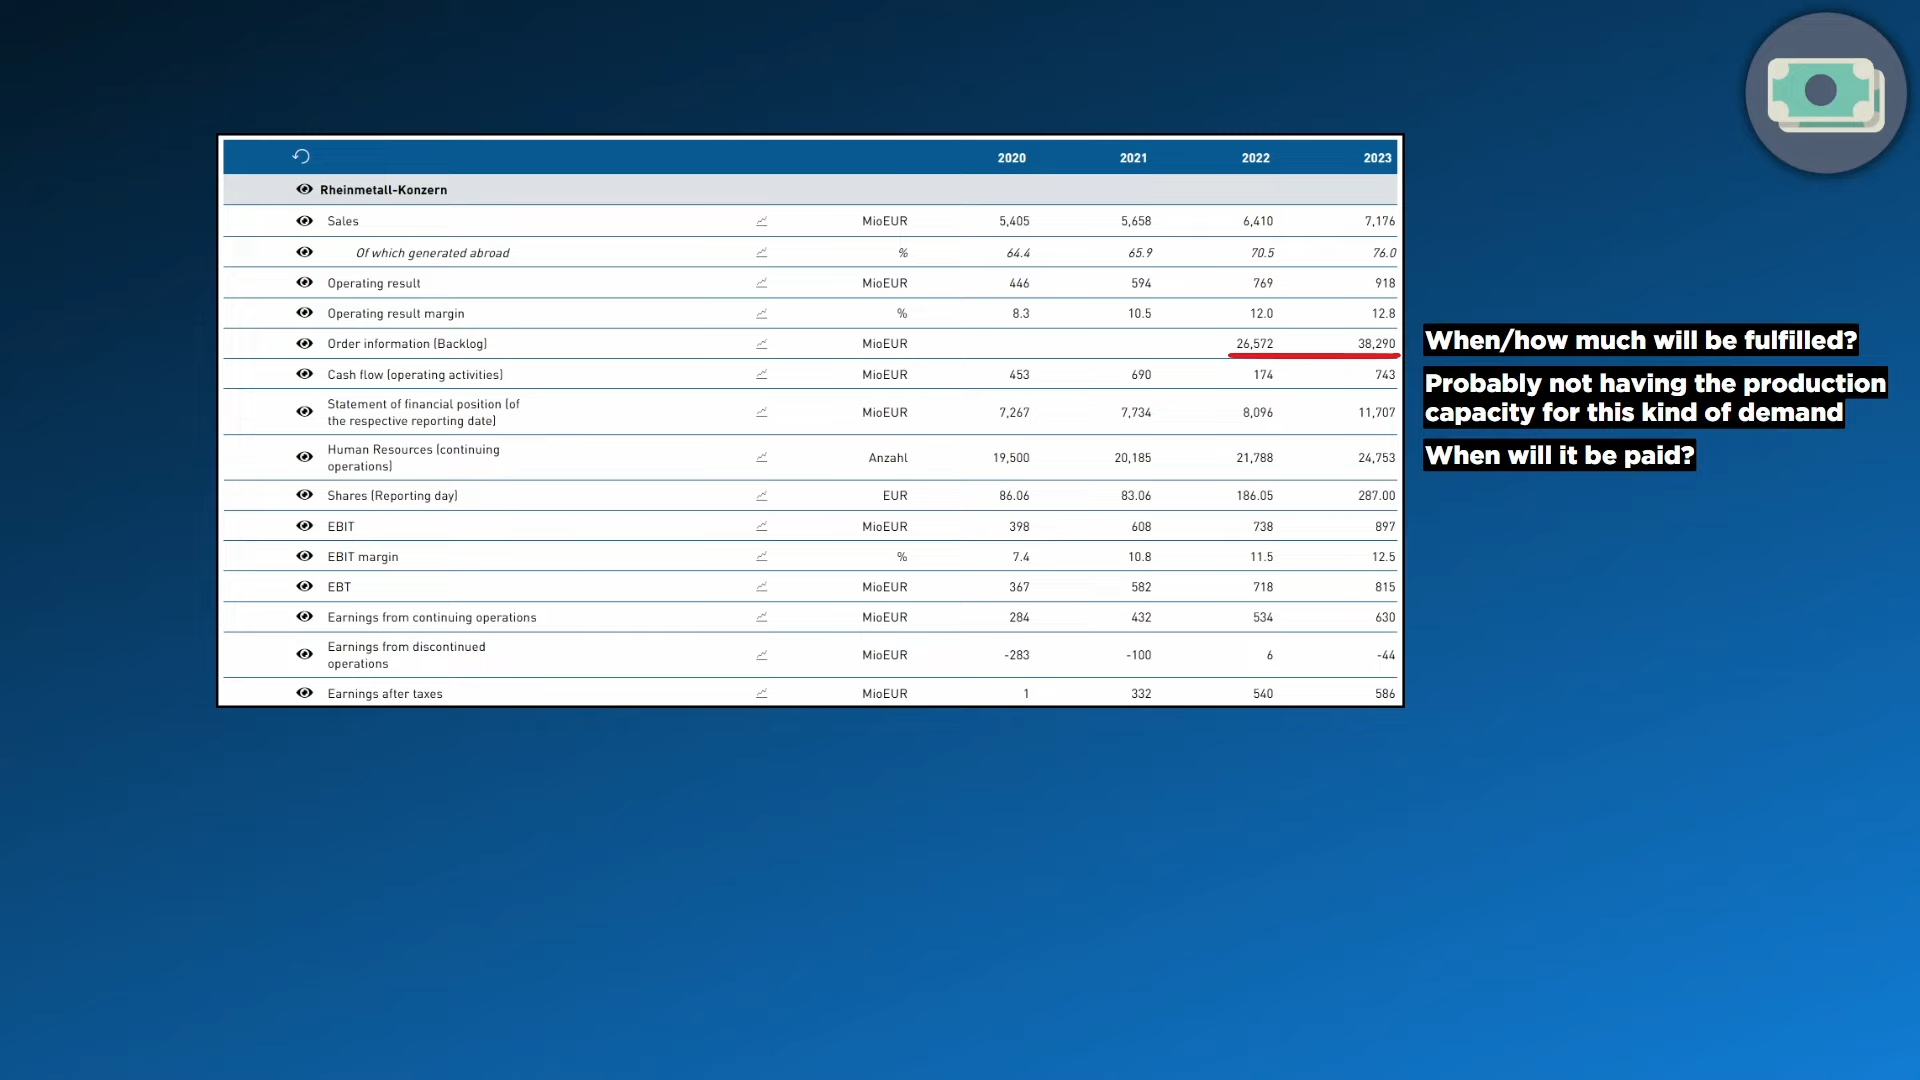 2020 2021 2022 2023
Rheinmetall-Konzern
Sales MioEUR 5,405 5,658 6,410 7,176
Of which generated abroad % 64.4 65.9 70.5 76.0
Operating result MioEUR 446 594 769 918
Operating result margin % 8.3 10.5 12.0 12.8
Order information (Backlog) MioEUR 26,572 38,290
Cash flow (operating activities) MioEUR 453 690 174 743
Statement of financial position (of
the respective reporting date) MioEUR 7,267 7,734 8,096 11,707
Human Resources (continuing
operations) Anzahl 19,500 20,185 21,788 24,753
Shares (Reporting day) EUR 86.06 83.06 186.05 287.00
EBIT MioEUR 398 608 738 897
EBIT margin % 7.4 10.8 11.5 12.5
EBT MioEUR 367 582 718 815
Earnings from continuing operations MioEUR 284 432 534 630
Earnings from discontinued
operations MioEUR -283 -100 6 -44
Earnings after taxes MioEUR 1 332 540 586
When/how much will be fulfilled?
Probably not having the production
capacity for this kind of demand
When will it be paid?